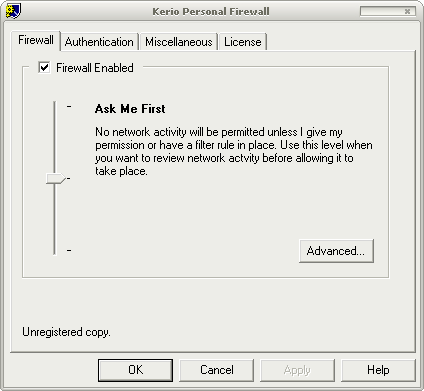 Kerio Personal Firewall
Firewall Authentication Miscellaneous License
Firewall Enabled
Ask Me First
No network activity will be permitted unless I give my
permission or have a filter rule in place. Use this level when
you want to review network actvity before allowing it to
take place.
Advanced...
Unregistered copy.
OK Cancel Apply Help